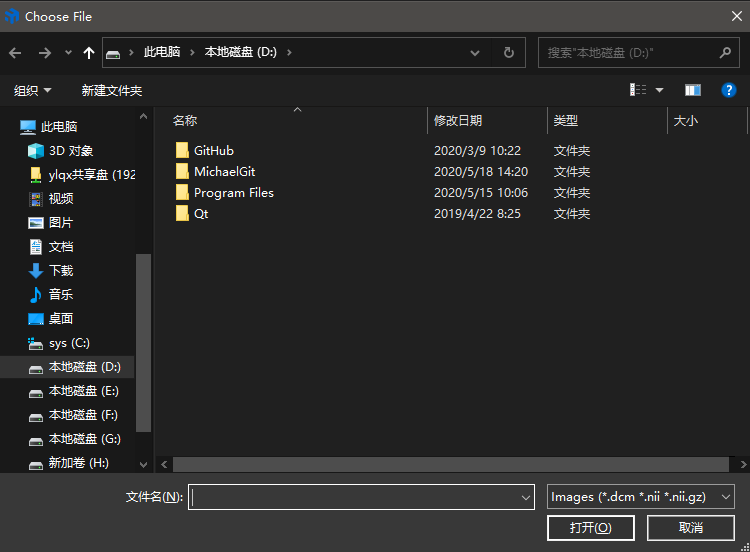 Choose File
此电脑 本地磁盘 (D:)
搜索"本地磁盘 (D:)"
组织 新建文件夹
名称 修改日期 类型 大小
GitHub 2020/3/9 10:22 文件夹
MichaelGit 2020/5/18 14:20 文件夹
Program Files 2020/5/15 10:06 文件夹
Qt 2019/4/22 8:25 文件夹
此电脑
3D 对象
ylqx共享盘 (192
视频
图片
文档
下载
音乐
桌面
sys (C:)
本地磁盘 (D:)
本地磁盘 (E:)
本地磁盘 (F:)
本地磁盘 (G:)
新加卷 (H:)
文件名(N):
Images (*.dcm *.nii *.nii.gz)
打开(O) 取消